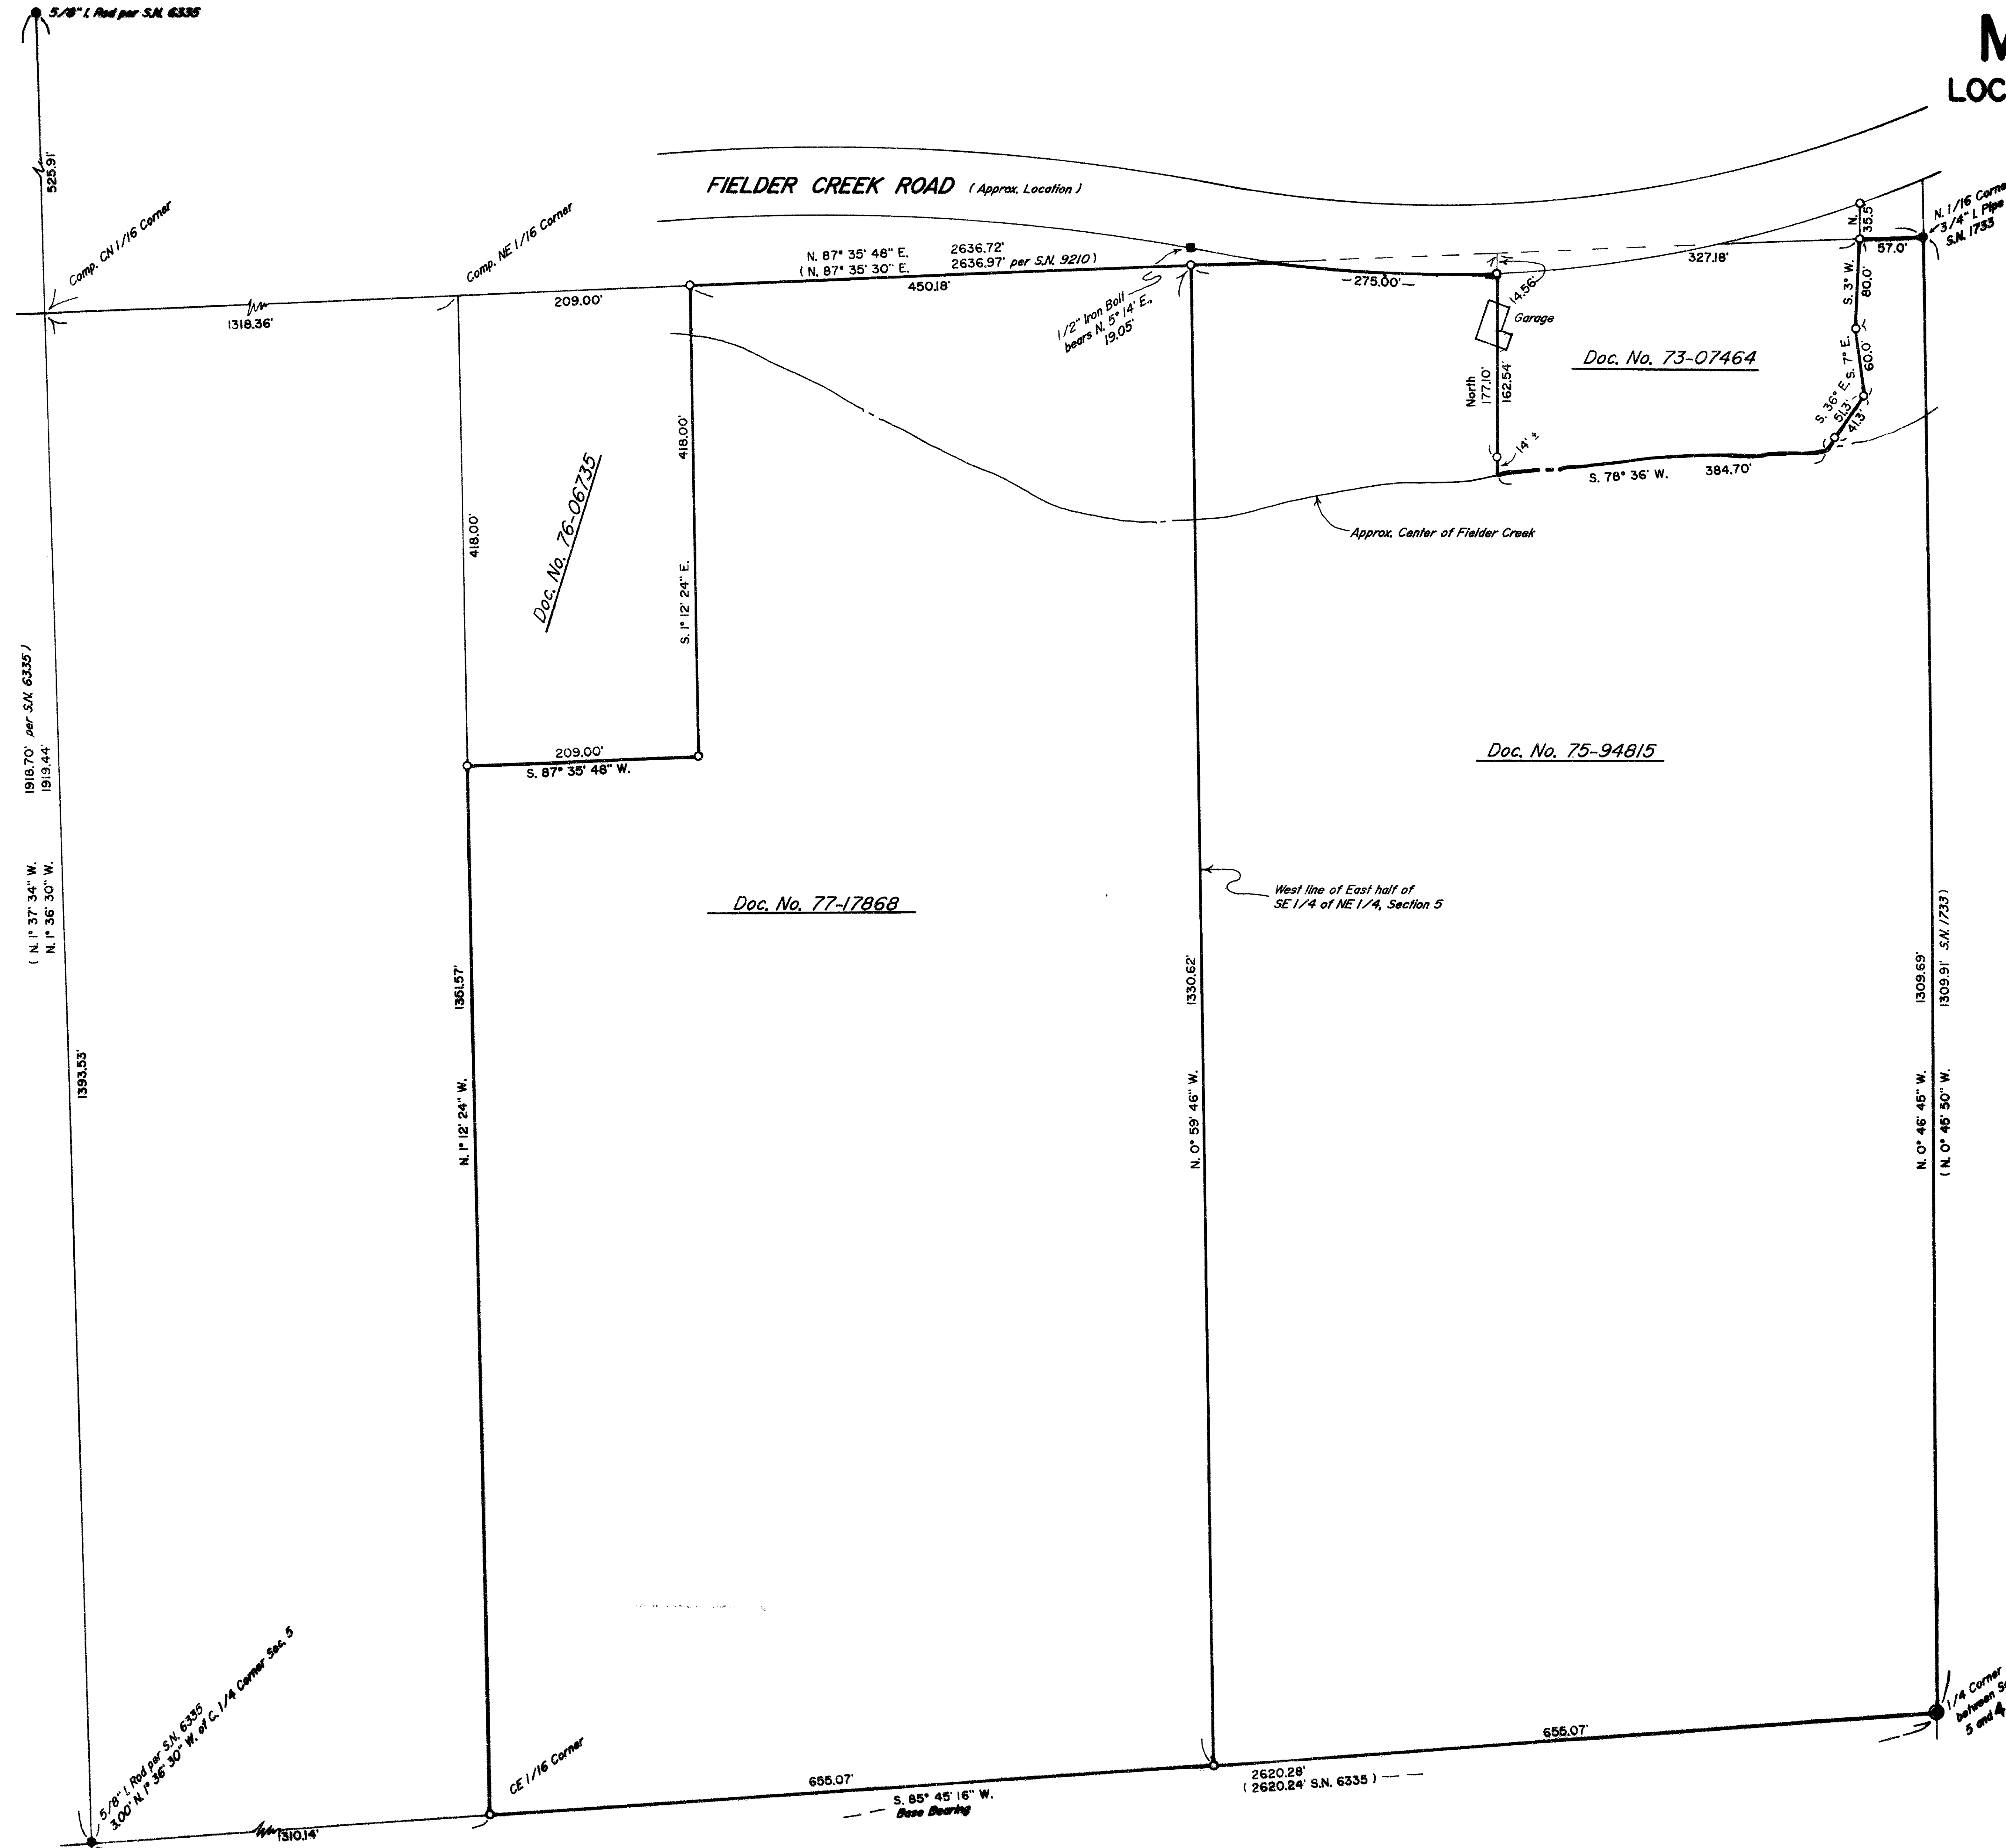 5/8" I. Rod per S.N. 6335
M
LOC
525.91'
Comp. CN 1/16 Corner
Comp. NE 1/16 Corner
FIELDER CREEK ROAD ( Approx. Location )
N. 87° 35' 48" E. 2636.72'
( N. 87° 35' 30" E. 2636.97' per S.N. 9210 )
1318.36'
209.00'
450.18'
1/2" Iron Bolt
bears N. 5° 14' E.,
19.05'
275.00'
327.18'
N.
35.5'
57.0'
N. 1/16 Corne
3/4" I. Pipe
S.N. 1733
14.56'
Garage
S. 3° W.
80.0'
S. 7° E.
60.0'
S. 36° E.
51.3'
41.3'
Doc. No. 73-07464
North
177.10'
162.54'
14' ±
S. 78° 36' W. 384.70'
Approx. Center of Fielder Creek
418.00'
418.00'
S. 1° 12' 24" E.
Doc. No. 76-06735
209.00'
S. 87° 35' 48" W.
Doc. No. 75-94815
( N. 1° 37' 34" W. 1918.70' per S.N. 6335 )
N. 1° 36' 30" W. 1919.44'
1393.53'
Doc. No. 77-17868
West line of East half of
SE 1/4 of NE 1/4, Section 5
N. 1° 12' 24" W. 1351.57'
N. 0° 59' 46" W. 1330.62'
N. 0° 46' 45" W. 1309.69'
( N. 0° 45' 50" W. 1309.91' S.N. 1733 )
5/8" I. Rod per S.N. 6335
3.00' N. 1° 36' 30" W. of C. 1/4 Corner Sec. 5
CE 1/16 Corner
1310.14'
655.07'
S. 85° 45' 16" W.
Base Bearing
2620.28'
( 2620.24' S.N. 6335 )
655.07'
1/4 Corner
between Se
5 and 4